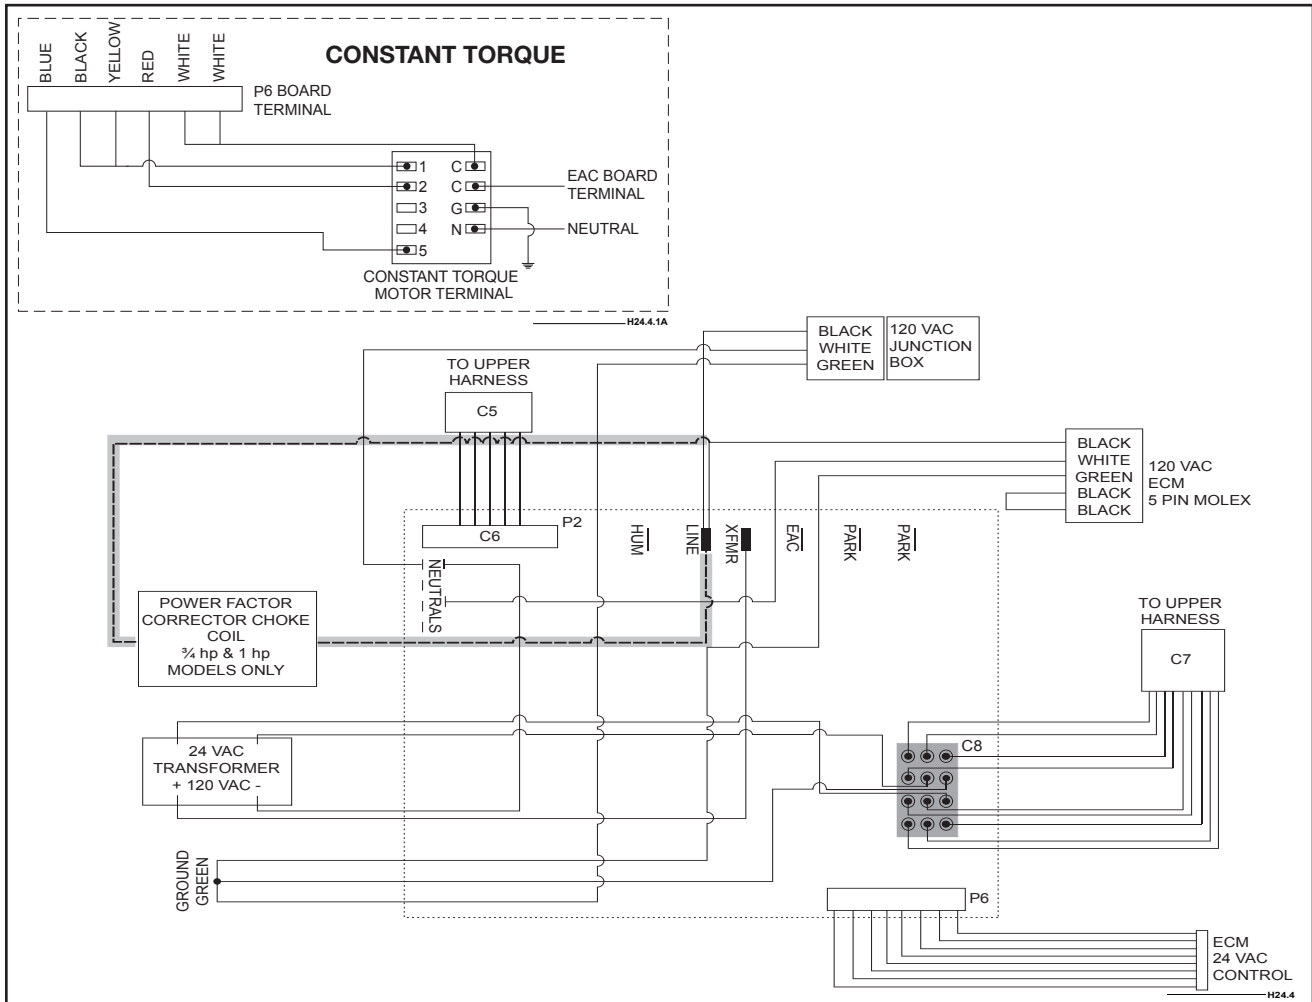 CONSTANT TORQUE
BLUE
BLACK
YELLOW
RED
WHITE
WHITE
P6 BOARD
TERMINAL
1
2
3
4
5
C
C
G
N
EAC BOARD
TERMINAL
NEUTRAL
CONSTANT TORQUE
MOTOR TERMINAL
H24.4.1A
BLACK
WHITE
GREEN
120 VAC
JUNCTION
BOX
TO UPPER
HARNESS
C5
BLACK
WHITE
GREEN
BLACK
BLACK
120 VAC
ECM
5 PIN MOLEX
C6
P2
HUM
LINE
XFMR
EAC
PARK
PARK
NEUTRALS
POWER FACTOR
CORRECTOR CHOKE
COIL
¾ hp & 1 hp
MODELS ONLY
TO UPPER
HARNESS
C7
C8
24 VAC
TRANSFORMER
+ 120 VAC -
GROUND
GREEN
P6
ECM
24 VAC
CONTROL
H24.4